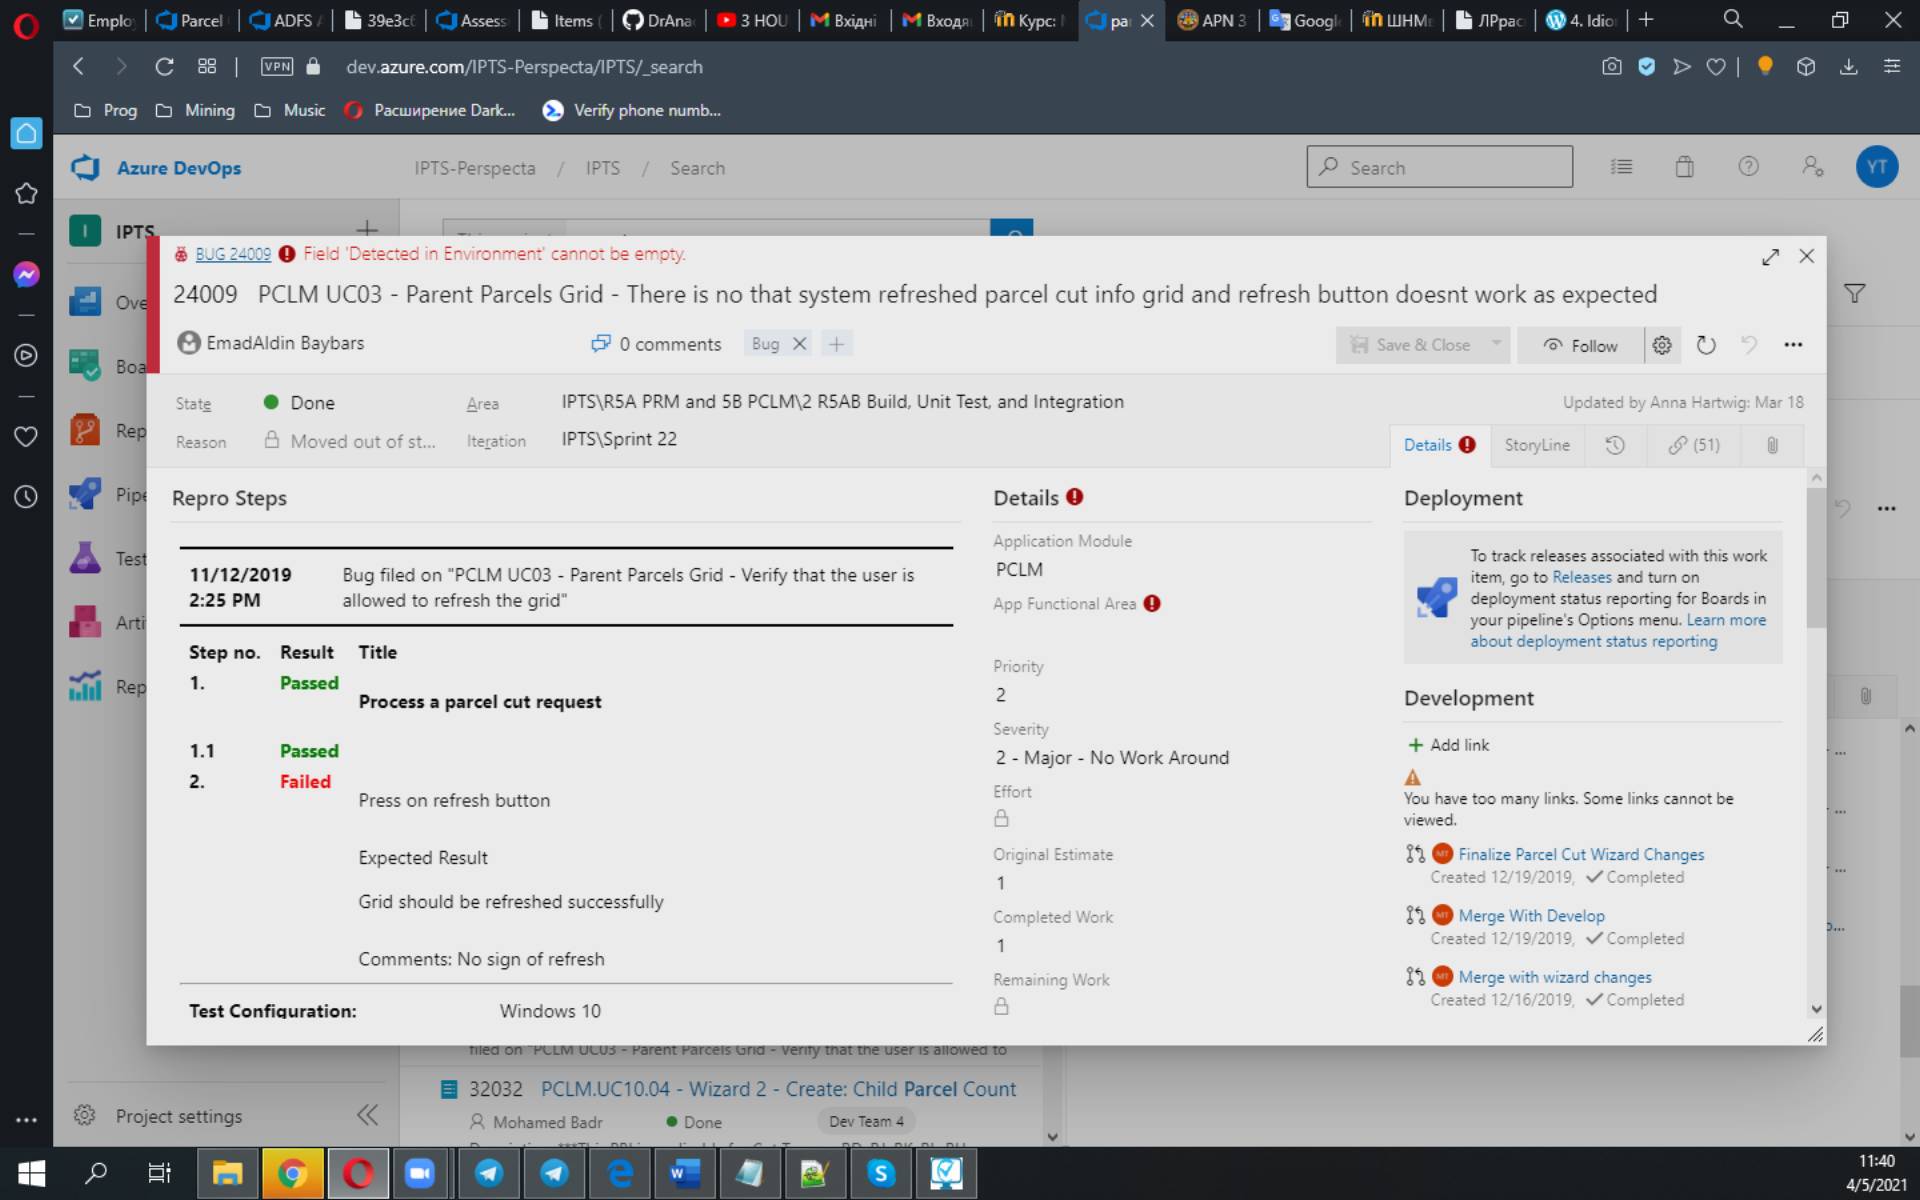 Employ
Parcel
ADFS A
39e3c6
Assess
Items (
DrAna
3 HOU
Вхідні
Входя
Курс: М
pa
APN 3
Google
ШНМ
ЛРрас
4. Idio
VPN
dev.azure.com/IPTS-Perspecta/IPTS/_search
Prog
Mining
Music
Расширение Dark...
Verify phone numb...
Azure DevOps
IPTS-Perspecta / IPTS / Search
Search
YT
I IPTS
BUG 24009 Field 'Detected in Environment' cannot be empty.
24009 PCLM UC03 - Parent Parcels Grid - There is no that system refreshed parcel cut info grid and refresh button doesnt work as expected
EmadAldin Baybars
0 comments
Bug
Save & Close
Follow
State
Done
Area
IPTS\R5A PRM and 5B PCLM\2 R5AB Build, Unit Test, and Integration
Updated by Anna Hartwig: Mar 18
Reason
Moved out of st...
Iteration
IPTS\Sprint 22
Details
StoryLine
(51)
Ove
Boa
Rep
Pipe
Test
Arti
Rep
Repro Steps
11/12/2019
2:25 PM
Bug filed on "PCLM UC03 - Parent Parcels Grid - Verify that the user is
allowed to refresh the grid"
Step no. Result Title
1. Passed
Process a parcel cut request
1.1 Passed
2. Failed
Press on refresh button
Expected Result
Grid should be refreshed successfully
Comments: No sign of refresh
Test Configuration: Windows 10
Details
Application Module
PCLM
App Functional Area
Priority
2
Severity
2 - Major - No Work Around
Effort
Original Estimate
1
Completed Work
1
Remaining Work
Deployment
To track releases associated with this work
item, go to Releases and turn on
deployment status reporting for Boards in
your pipeline's Options menu. Learn more
about deployment status reporting
Development
Add link
You have too many links. Some links cannot be
viewed.
MT Finalize Parcel Cut Wizard Changes
Created 12/19/2019, Completed
MT Merge With Develop
Created 12/19/2019, Completed
MT Merge with wizard changes
Created 12/16/2019, Completed
filed on "PCLM UC03 - Parent Parcels Grid - Verify that the user is allowed to
32032 PCLM.UC10.04 - Wizard 2 - Create: Child Parcel Count
Mohamed Badr
Done
Dev Team 4
Project settings
11:40
4/5/2021